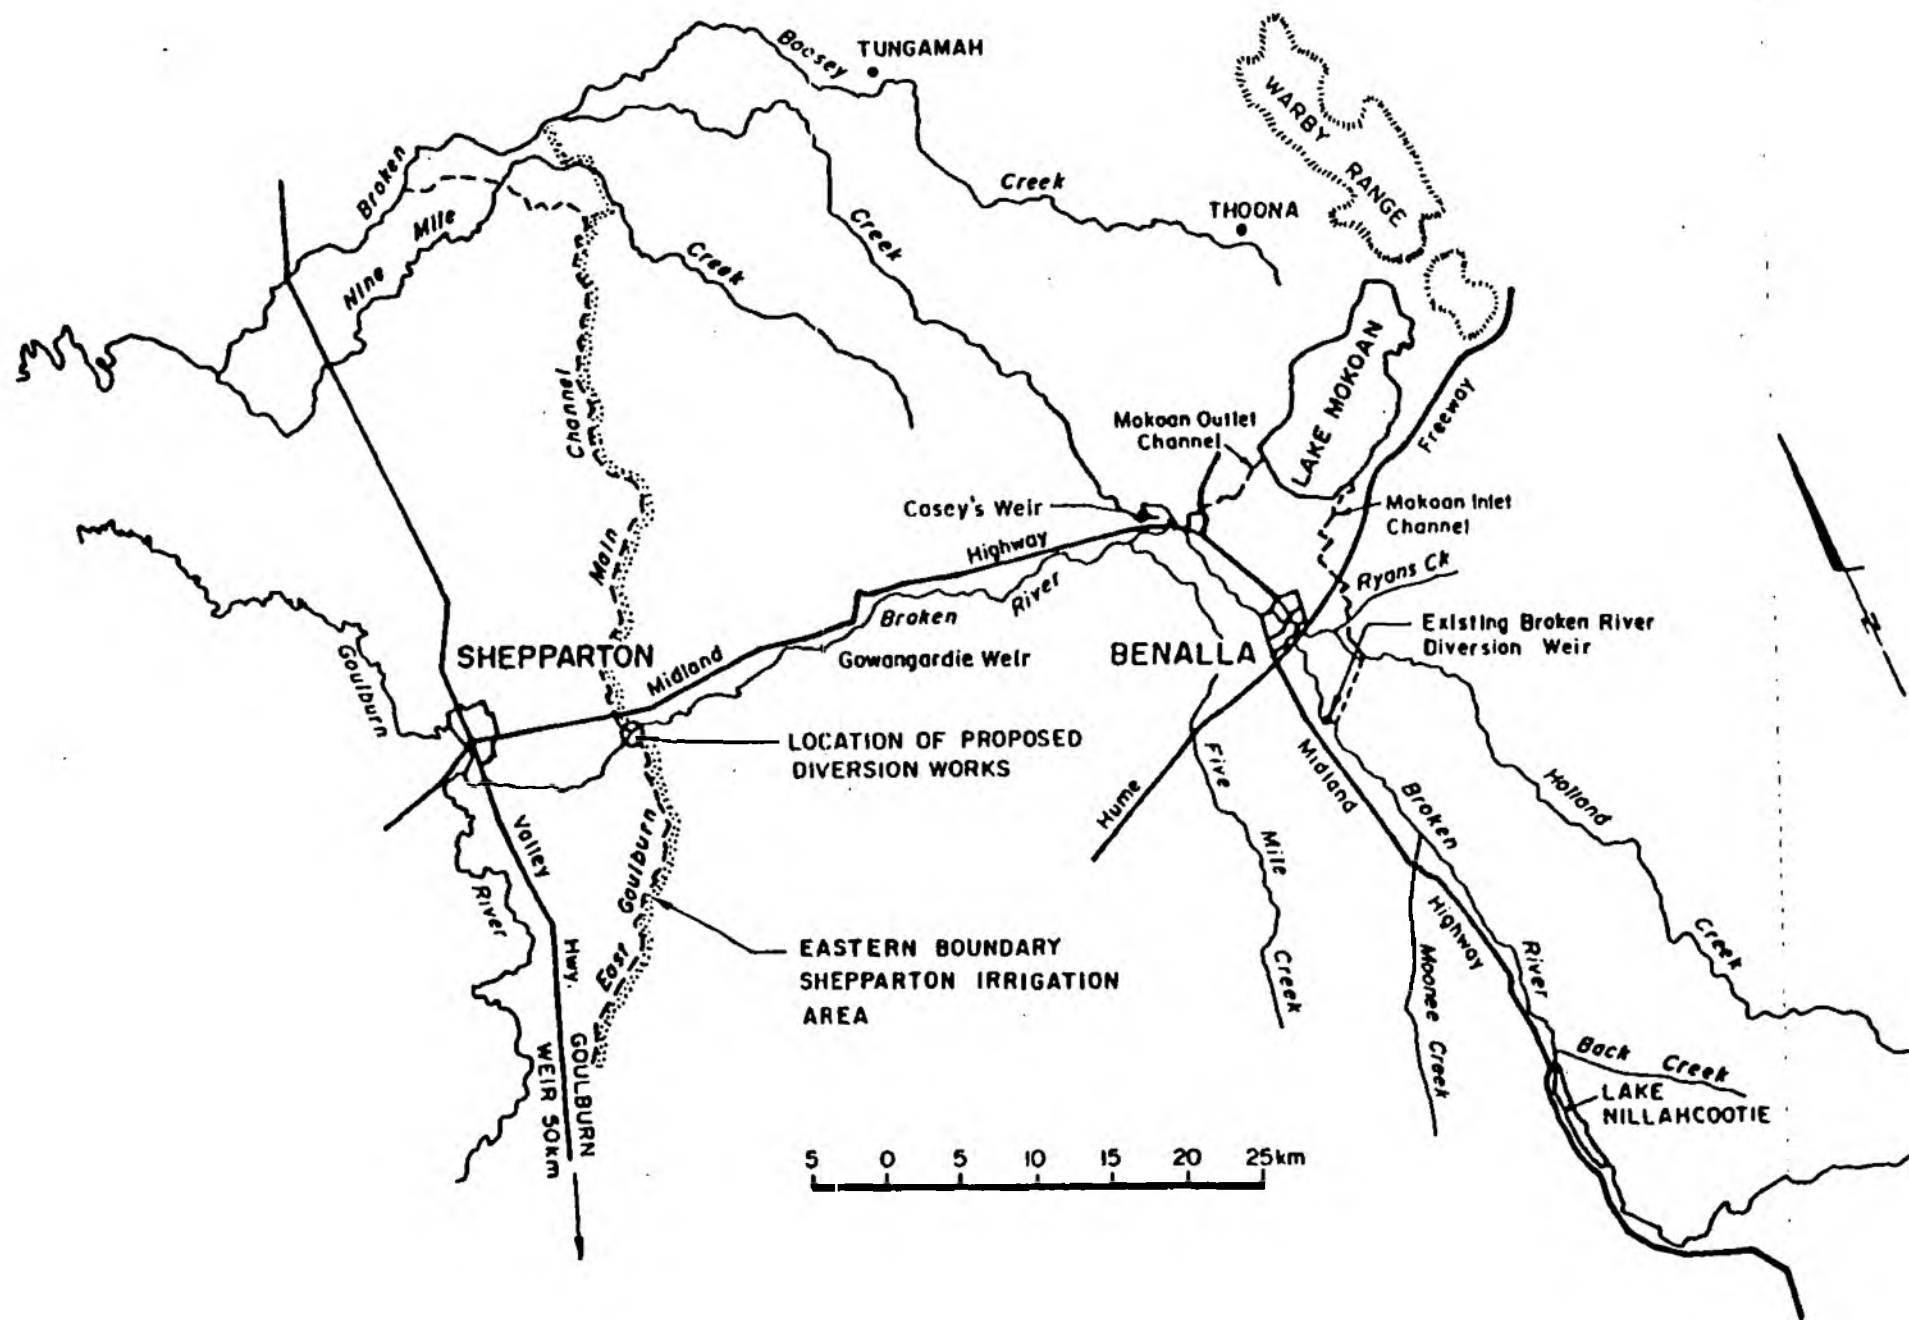 Boosey
TUNGAMAH
WARBY
RANGE
Broken
Creek
THOONA
Nine
Mile
Creek
Creek
LAKE MOKOAN
Freeway
Channel
Mokoan Outlet
Channel
Casey's Weir
Mokoan Inlet
Channel
Highway
Main
Ryans Ck
River
Broken
Existing Broken River
Diversion Weir
SHEPPARTON
Midland
Gowangardie Weir
BENALLA
Goulburn
LOCATION OF PROPOSED
DIVERSION WORKS
Five
Mile
Creek
Midland
Holland
Creek
Hume
Broken
River
Valley
Hwy.
Goulburn
River
East
EASTERN BOUNDARY
SHEPPARTON IRRIGATION
AREA
Highway
Moonee Creek
Back Creek
LAKE
NILLAHCOOTIE
GOULBURN
WEIR 50km
5 0 5 10 15 20 25km
N